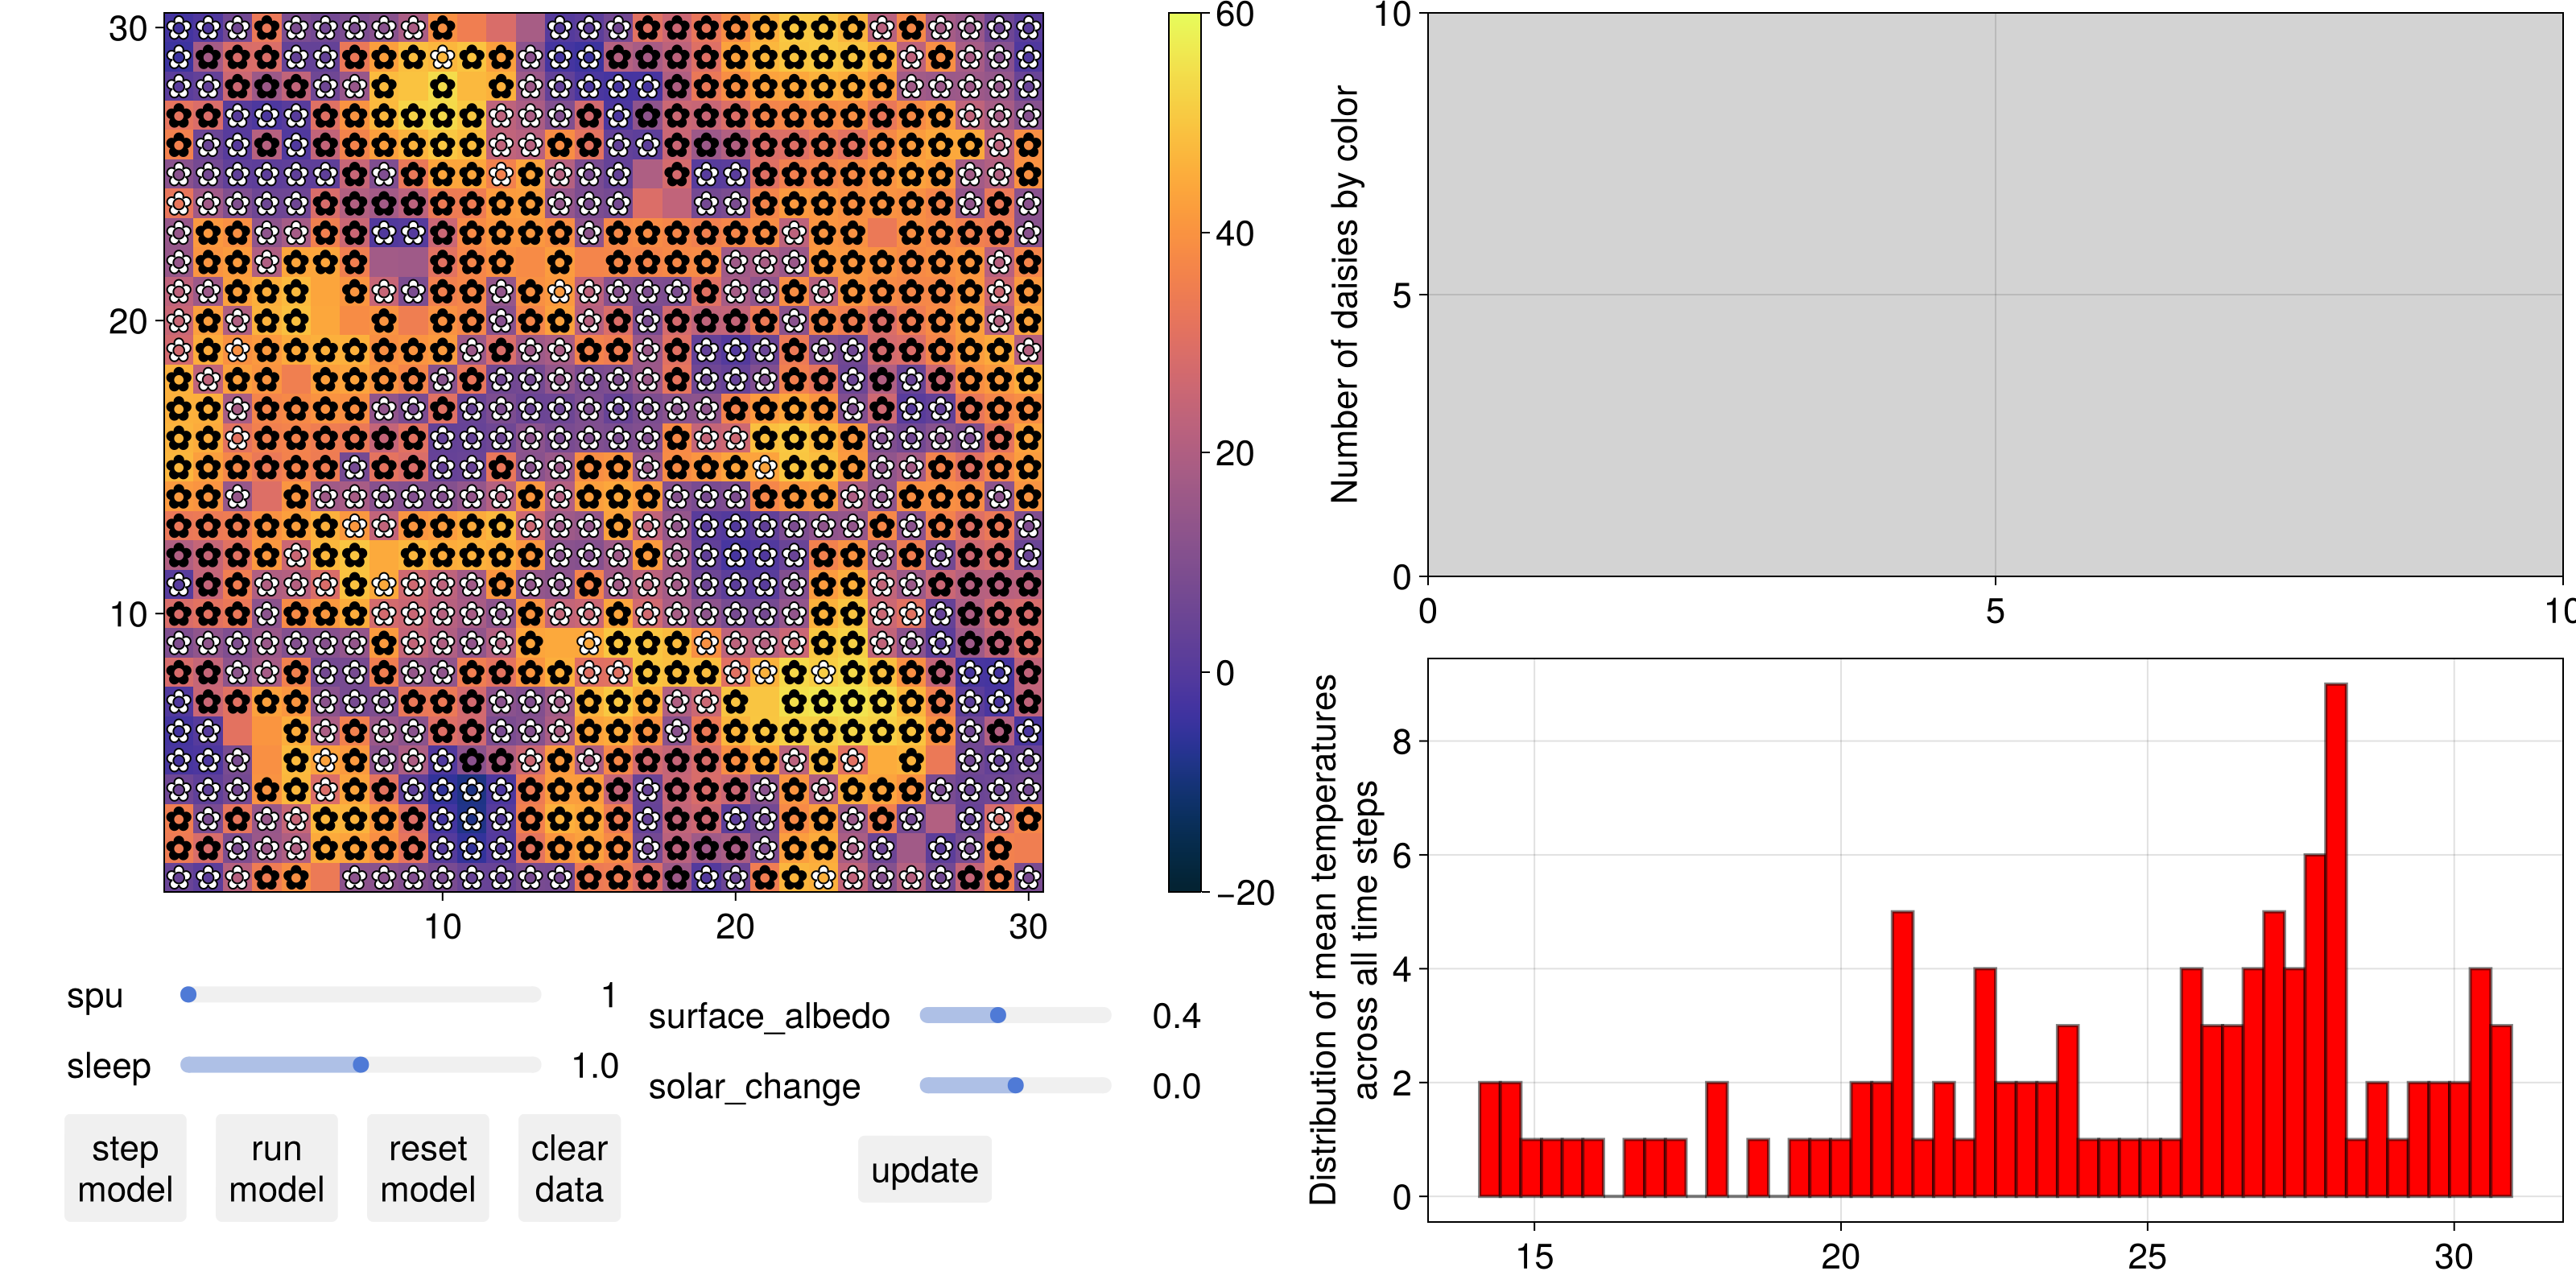 30
20
10
10
20
30
60
40
20
0
−20
Number of daisies by color
10
5
0
0
5
10
Distribution of mean temperatures
across all time steps
8
6
4
2
0
15
20
25
30
spu
1
sleep
1.0
surface_albedo
0.4
solar_change
0.0
step
model
run
model
reset
model
clear
data
update